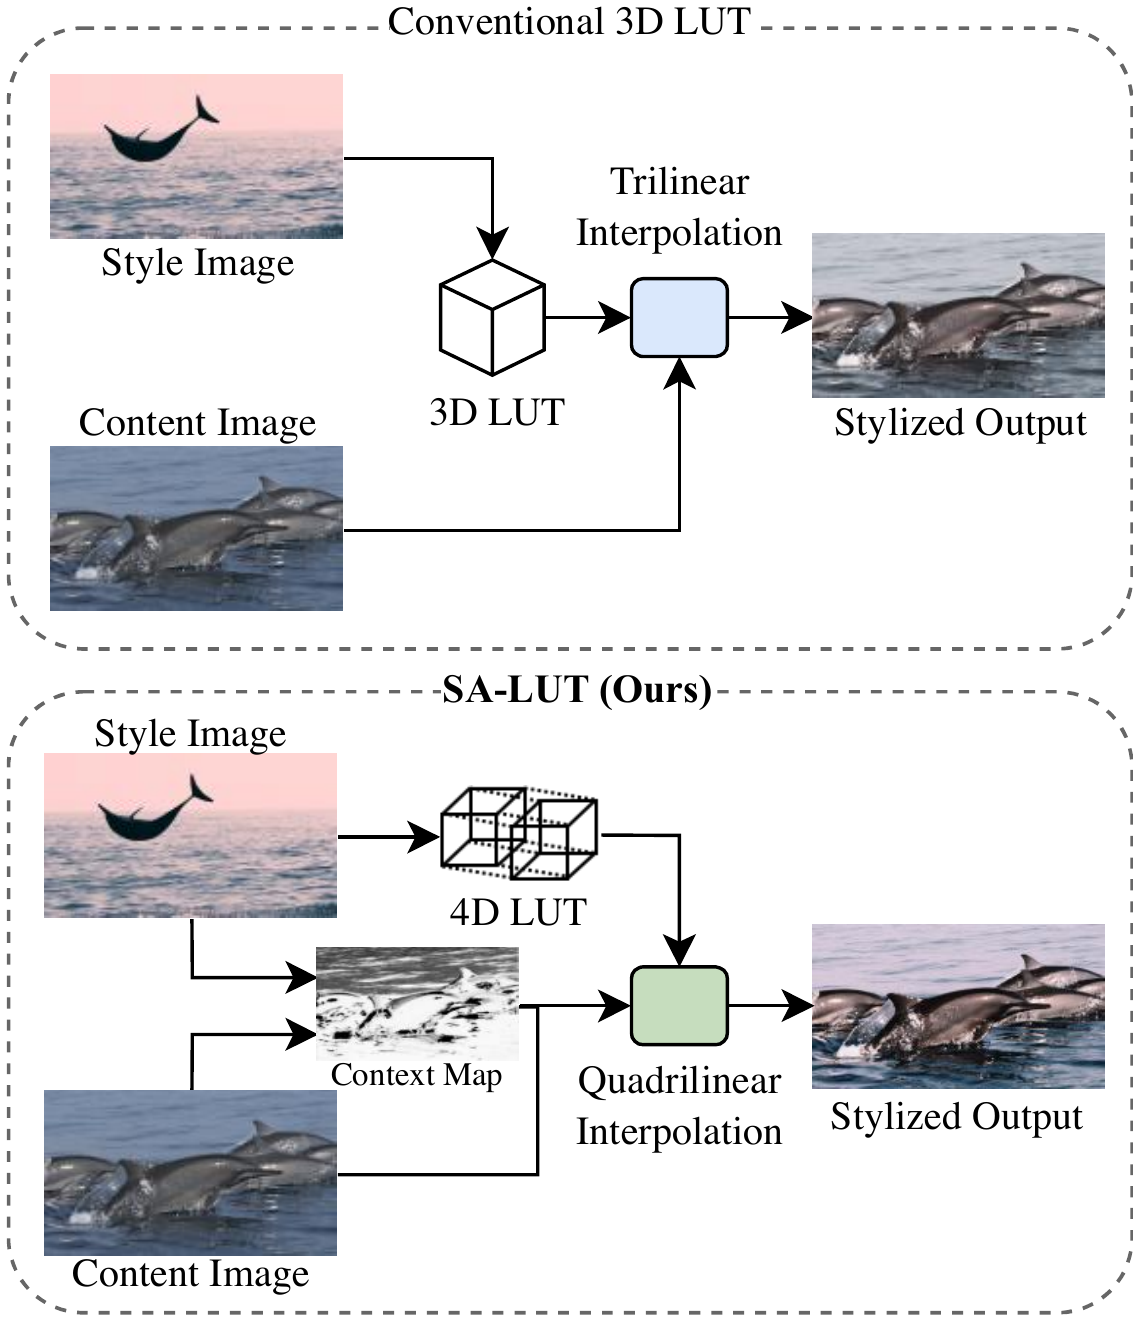 Conventional 3D LUT
Style Image
Trilinear
Interpolation
3D LUT
Content Image
Stylized Output
SA-LUT (Ours)
Style Image
4D LUT
Context Map
Quadrilinear
Interpolation
Stylized Output
Content Image